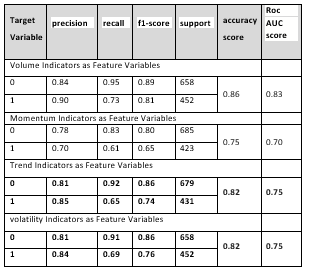 Target Variable precision recall f1-score support accuracy score Roc AUC score
Volume Indicators as Feature Variables
0 0.84 0.95 0.89 658 0.86 0.83
1 0.90 0.73 0.81 452
Momentum Indicators as Feature Variables
0 0.78 0.83 0.80 685 0.75 0.70
1 0.70 0.61 0.65 423
Trend Indicators as Feature Variables
0 0.81 0.92 0.86 679 0.82 0.75
1 0.85 0.65 0.74 431
volatility Indicators as Feature Variables
0 0.81 0.91 0.86 658 0.82 0.75
1 0.84 0.69 0.76 452